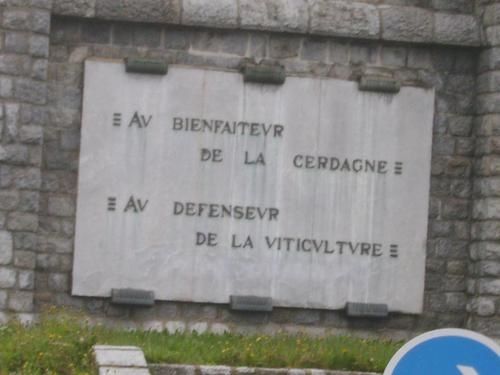 ≡ AV BIENFAITEVR
DE LA CERDAGNE ≡
≡ AV DEFENSEVR
DE LA VITICVLTVRE ≡